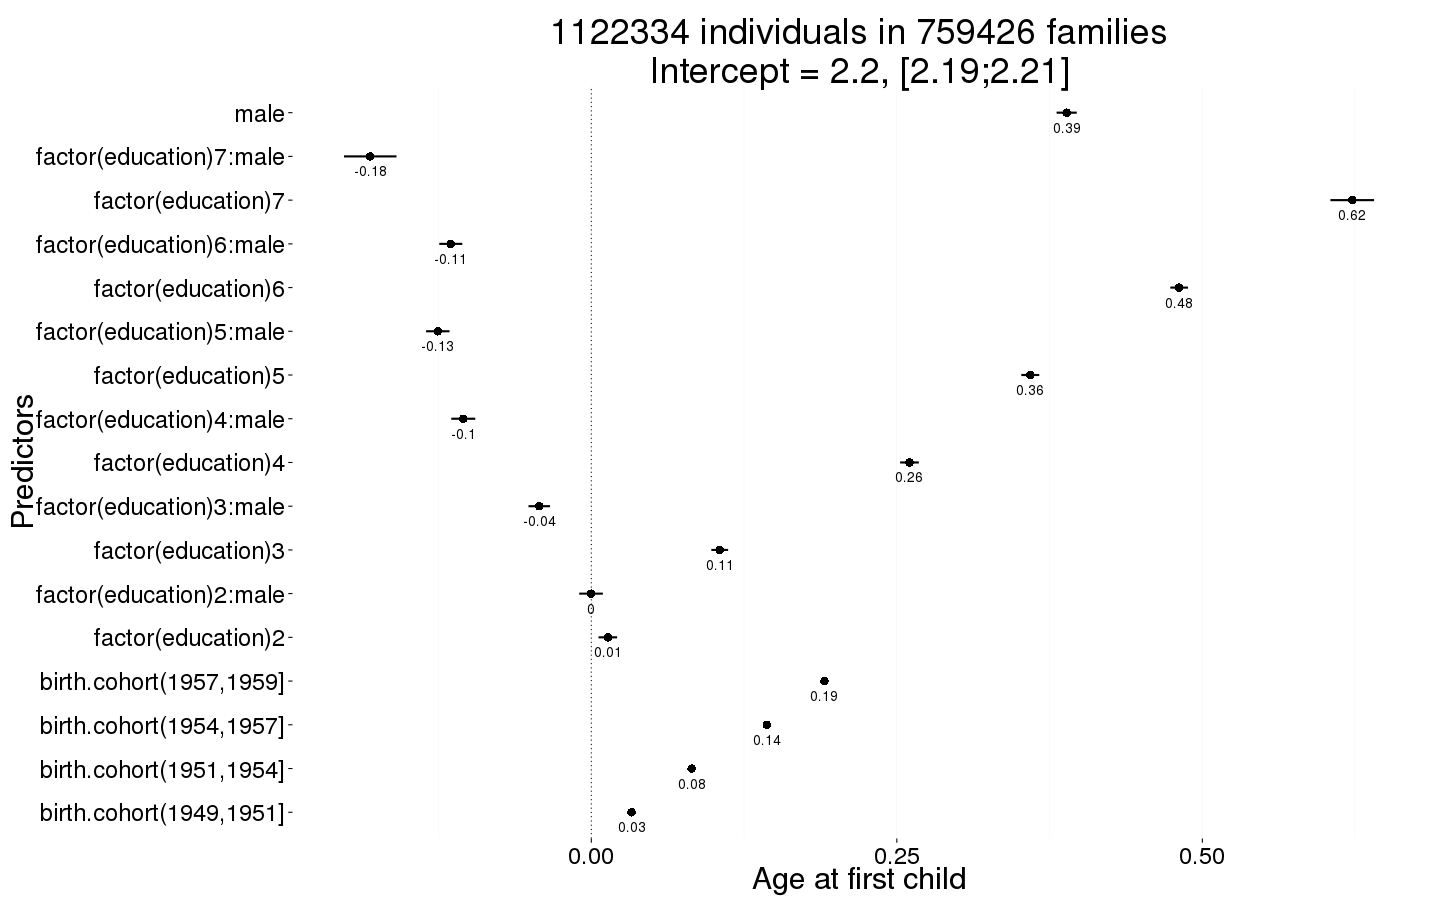 1122334 individuals in 759426 families
Intercept = 2.2, [2.19;2.21]
Predictors
male
0.39
factor(education)7:male
-0.18
factor(education)7
0.62
factor(education)6:male
-0.11
factor(education)6
0.48
factor(education)5:male
-0.13
factor(education)5
0.36
factor(education)4:male
-0.1
factor(education)4
0.26
factor(education)3:male
-0.04
factor(education)3
0.11
factor(education)2:male
0
factor(education)2
0.01
birth.cohort(1957,1959]
0.19
birth.cohort(1954,1957]
0.14
birth.cohort(1951,1954]
0.08
birth.cohort(1949,1951]
0.03
0.00 0.25 0.50
Age at first child